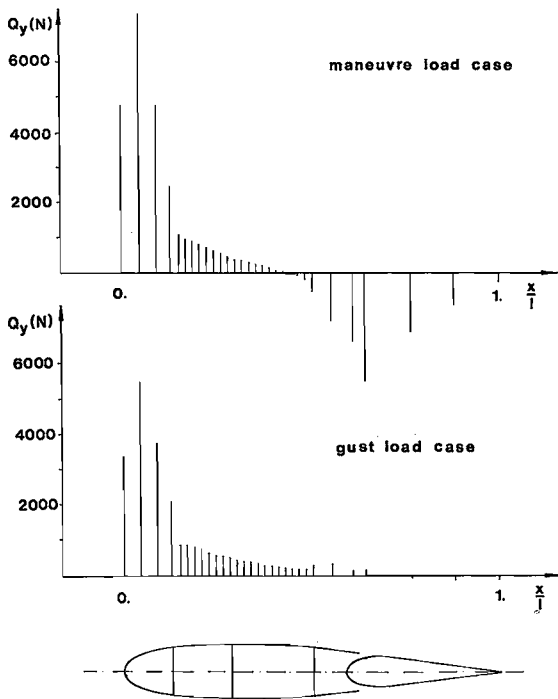 Qy(N)
6000
maneuvre load case
4000
2000
0.
1.
x
l
Qy(N)
6000
gust load case
4000
2000
0.
1.
x
l